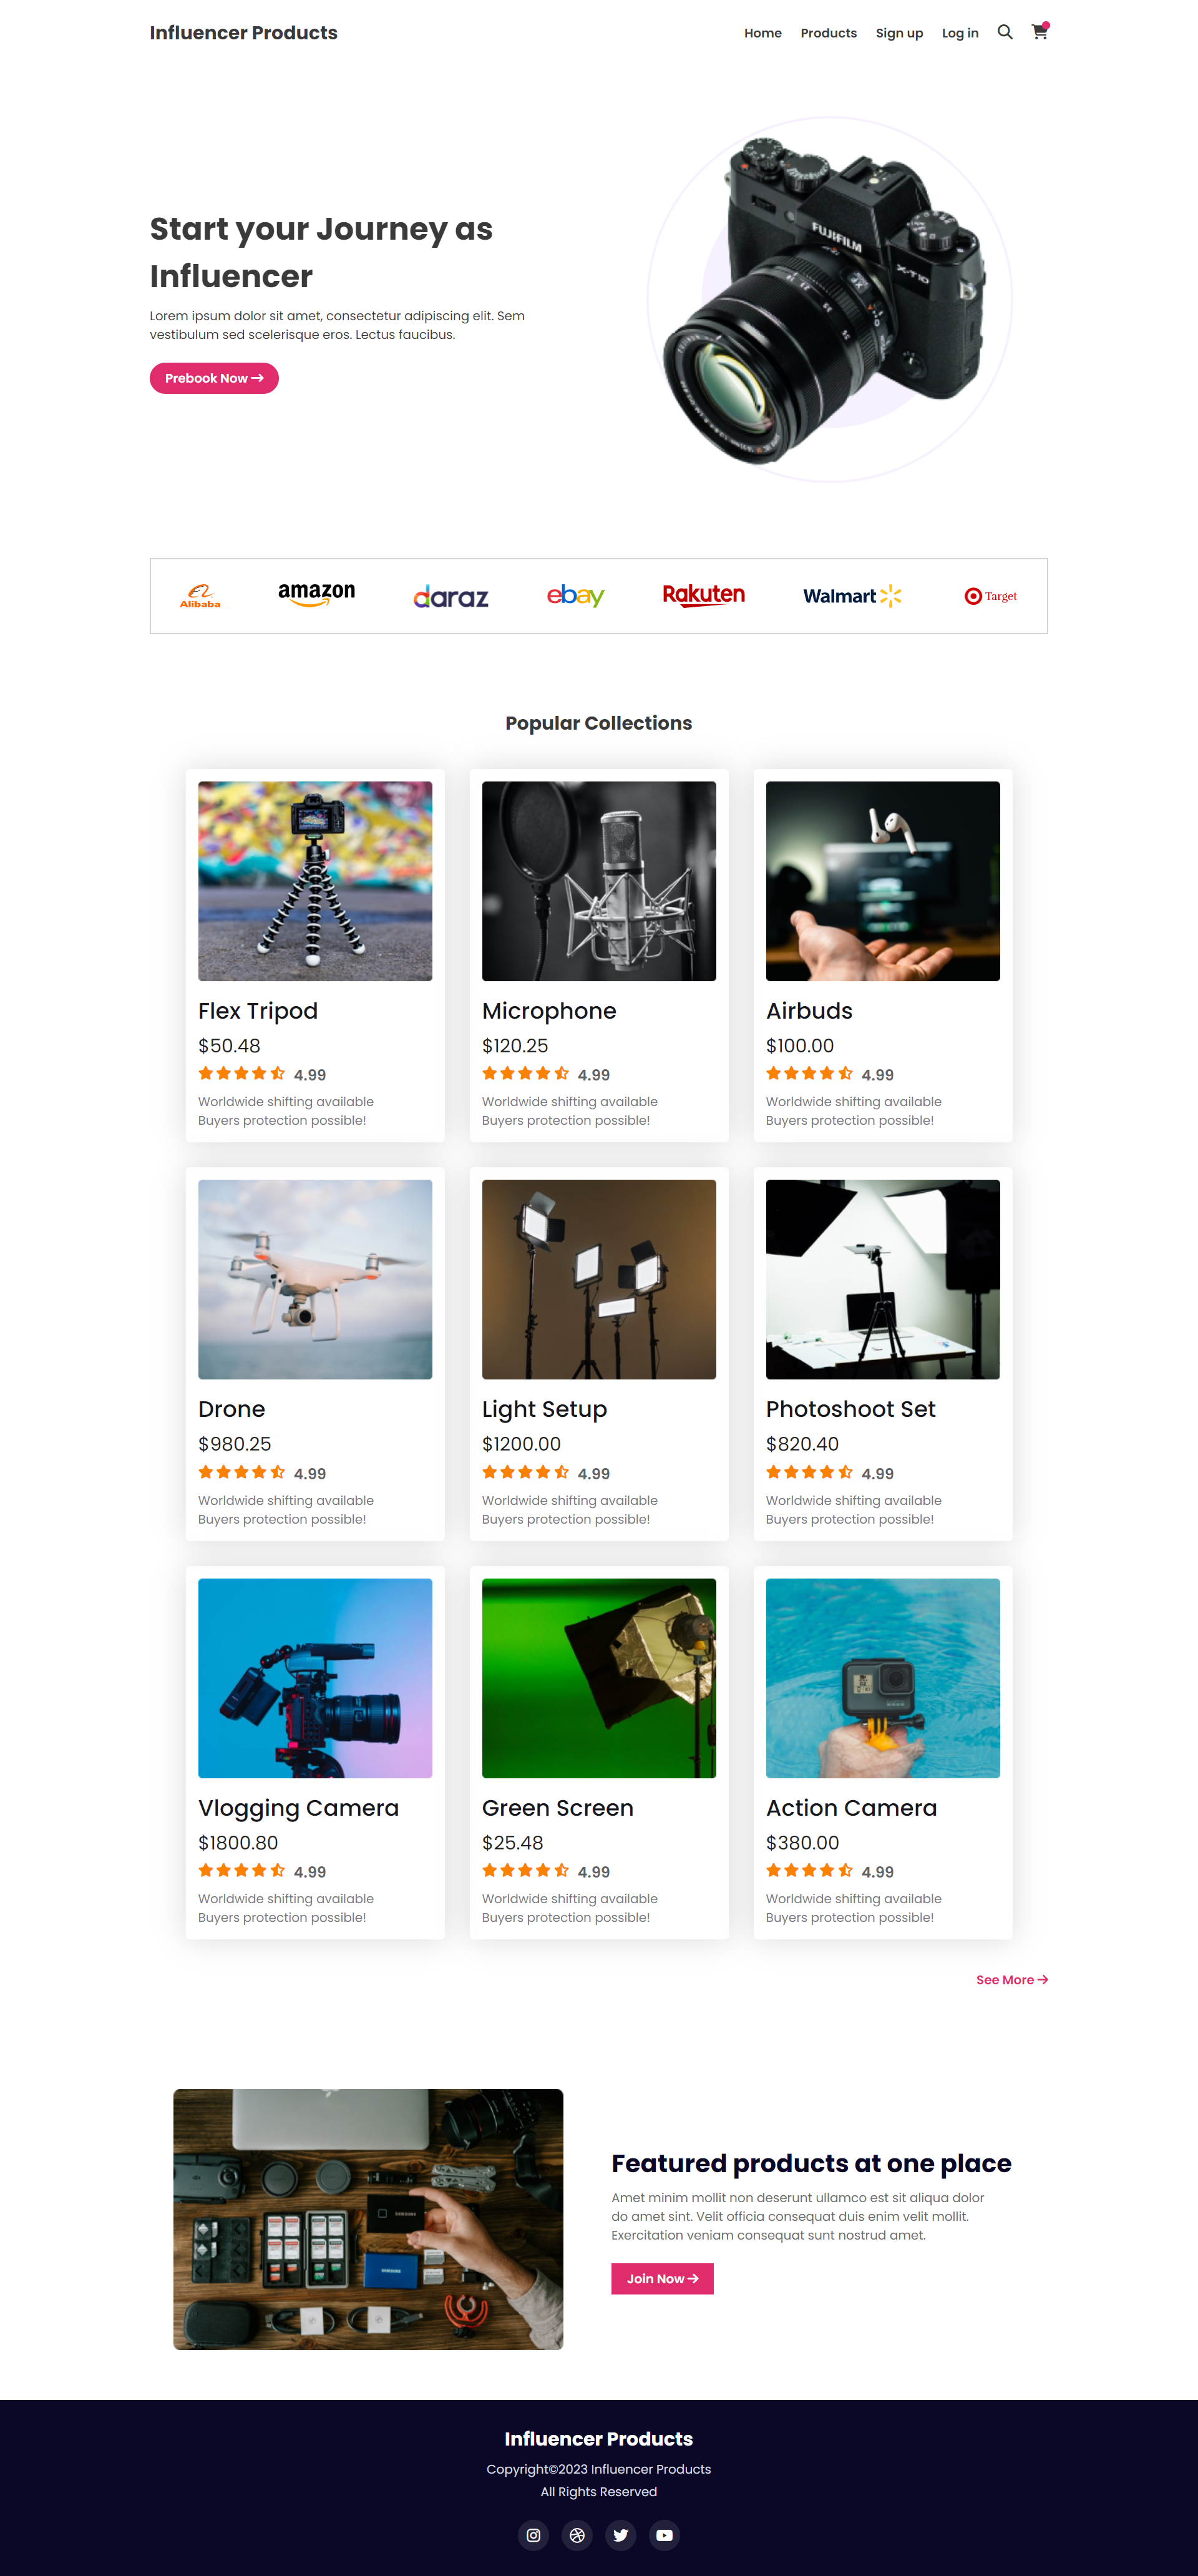 Influencer Products
Home Products Sign up Log in
Start your Journey as
Influencer
Lorem ipsum dolor sit amet, consectetur adipiscing elit. Sem
vestibulum sed scelerisque eros. Lectus faucibus.
Prebook Now
FUJIFILM
X-T10
Alibaba
amazon
daraz
ebay
Rakuten
Walmart
Target
Popular Collections
Flex Tripod
$50.48
4.99
Worldwide shifting available
Buyers protection possible!
Microphone
$120.25
4.99
Worldwide shifting available
Buyers protection possible!
Airbuds
$100.00
4.99
Worldwide shifting available
Buyers protection possible!
Drone
$980.25
4.99
Worldwide shifting available
Buyers protection possible!
Light Setup
$1200.00
4.99
Worldwide shifting available
Buyers protection possible!
Photoshoot Set
$820.40
4.99
Worldwide shifting available
Buyers protection possible!
Vlogging Camera
$1800.80
4.99
Worldwide shifting available
Buyers protection possible!
Green Screen
$25.48
4.99
Worldwide shifting available
Buyers protection possible!
Action Camera
$380.00
4.99
Worldwide shifting available
Buyers protection possible!
See More
SAMSUNG
SAMSUNG
Featured products at one place
Amet minim mollit non deserunt ullamco est sit aliqua dolor
do amet sint. Velit officia consequat duis enim velit mollit.
Exercitation veniam consequat sunt nostrud amet.
Join Now
Influencer Products
Copyright©2023 Influencer Products
All Rights Reserved